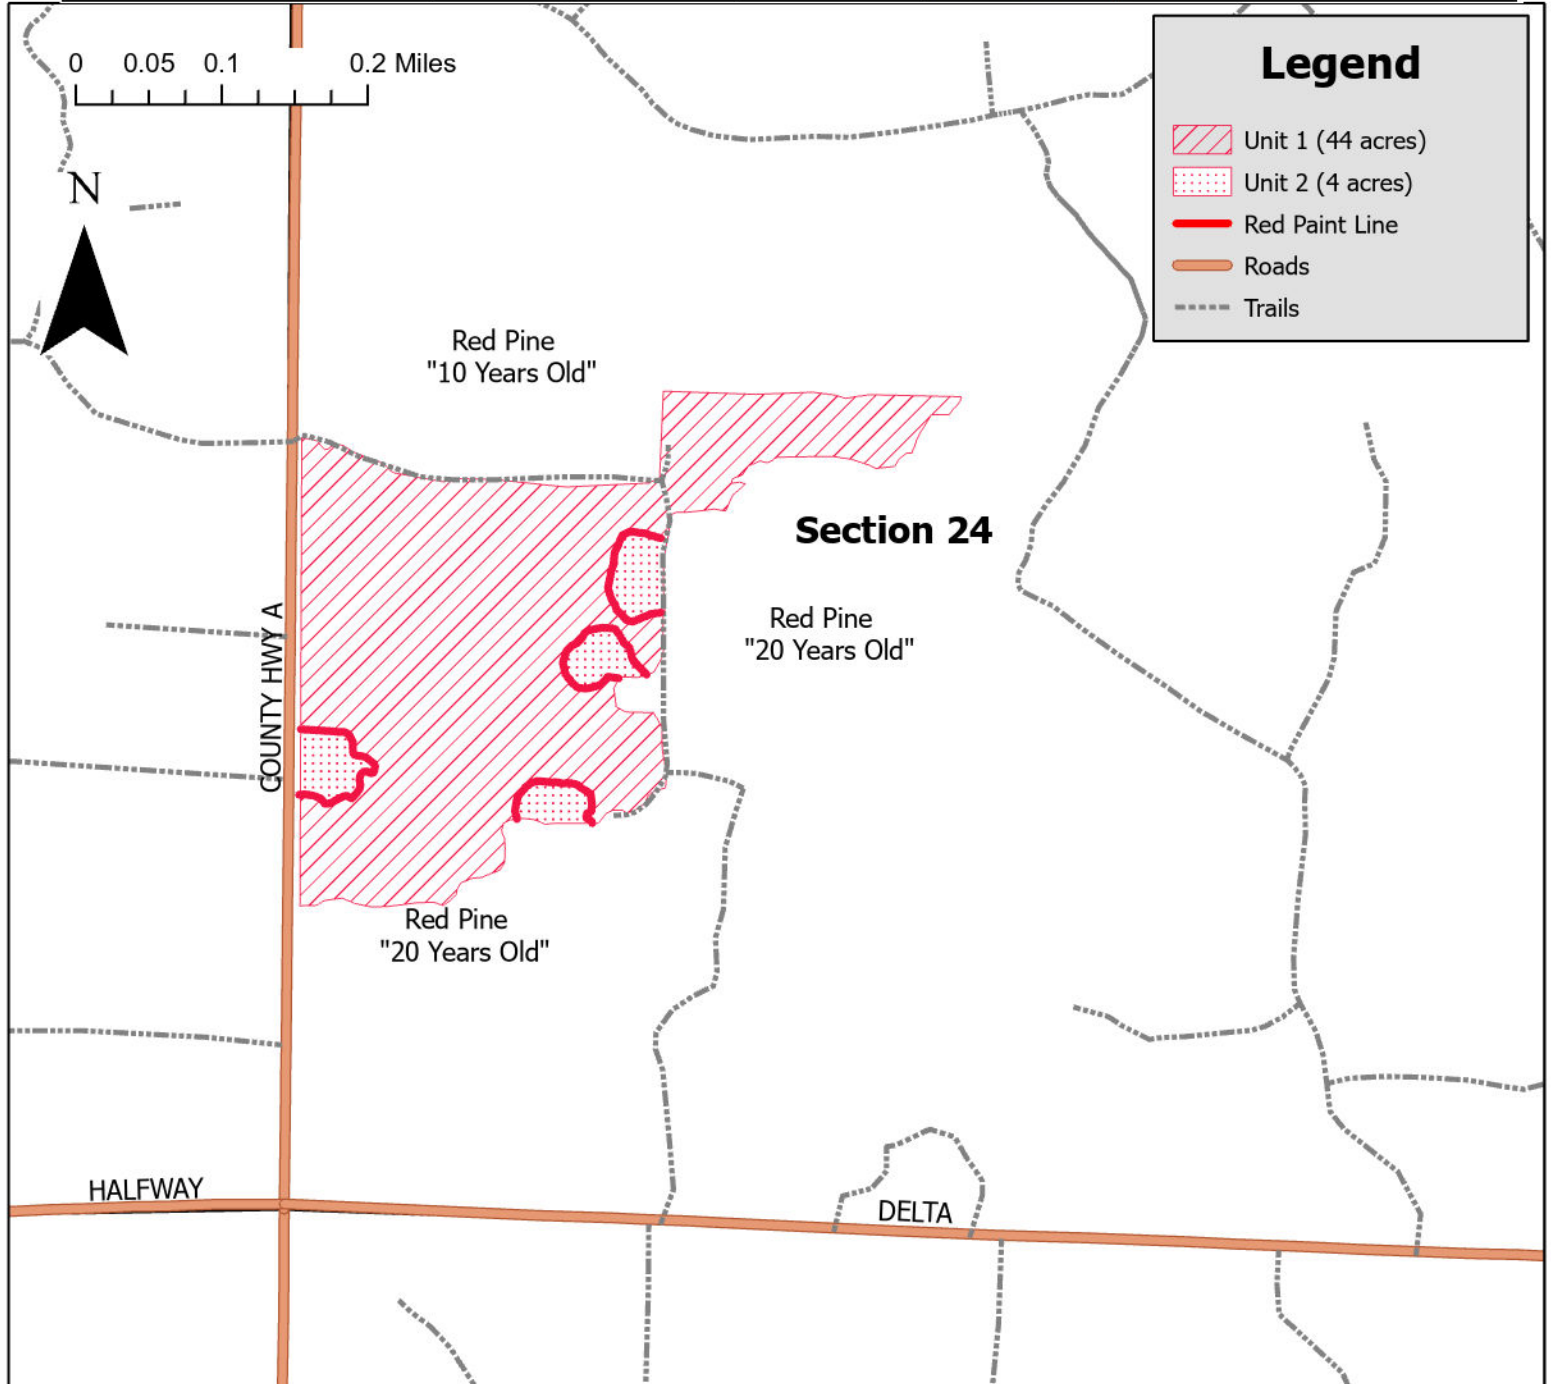 0 0.05 0.1 0.2 Miles
N
Legend
Unit 1 (44 acres)
Unit 2 (4 acres)
Red Paint Line
Roads
Trails
Red Pine
"10 Years Old"
Section 24
Red Pine
"20 Years Old"
COUNTY HWY A
Red Pine
"20 Years Old"
HALFWAY
DELTA